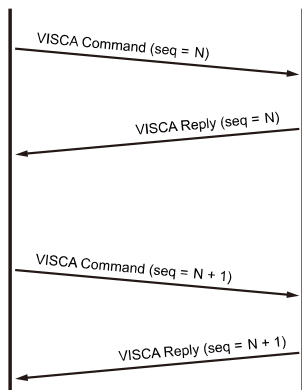 VISCA Command (seq = N)
VISCA Reply (seq = N)
VISCA Command (seq = N + 1)
VISCA Reply (seq = N + 1)